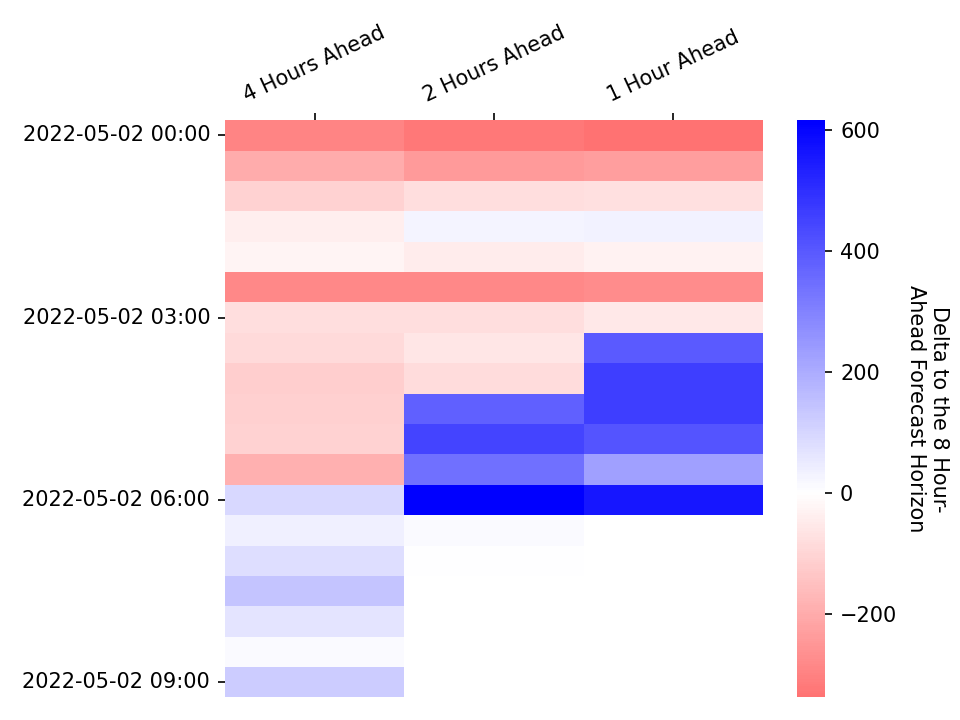 4 Hours Ahead
2 Hours Ahead
1 Hour Ahead
2022-05-02 00:00
2022-05-02 03:00
2022-05-02 06:00
2022-05-02 09:00
600
400
200
0
−200
Delta to the 8 Hour-
Ahead Forecast Horizon